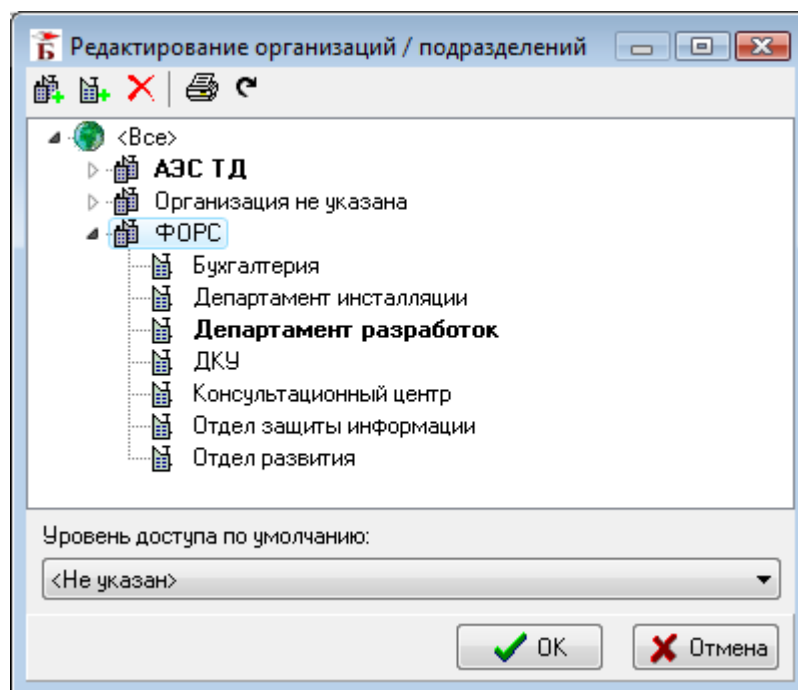 Редактирование организаций / подразделений
<Все>
АЭС ТД
Организация не указана
ФОРС
Бухгалтерия
Департамент инсталляции
Департамент разработок
ДКУ
Консультационный центр
Отдел защиты информации
Отдел развития
Уровень доступа по умолчанию:
<Не указан>
OK Отмена